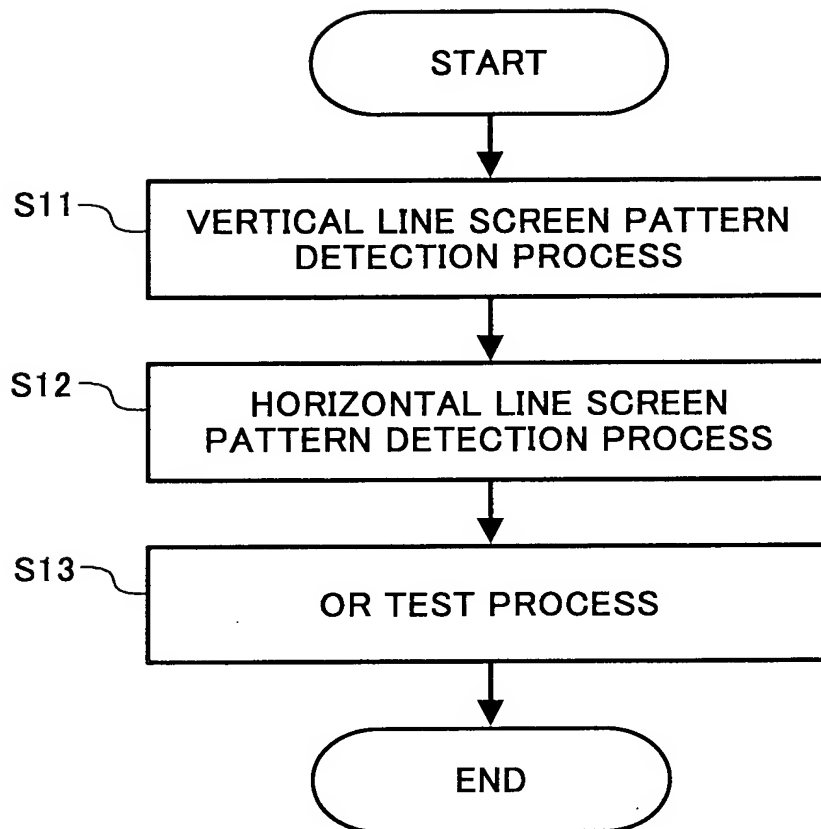 START
S11
VERTICAL LINE SCREEN PATTERN
DETECTION PROCESS
S12
HORIZONTAL LINE SCREEN
PATTERN DETECTION PROCESS
S13
OR TEST PROCESS
END